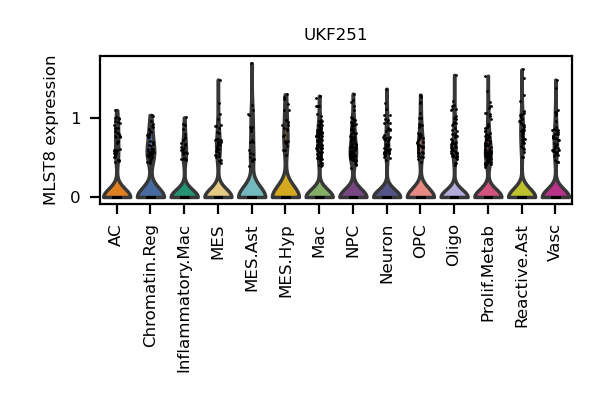 UKF251
MLST8 expression
1
0
AC
Chromatin.Reg
Inflammatory.Mac
MES
MES.Ast
MES.Hyp
Mac
NPC
Neuron
OPC
Oligo
Prolif.Metab
Reactive.Ast
Vasc